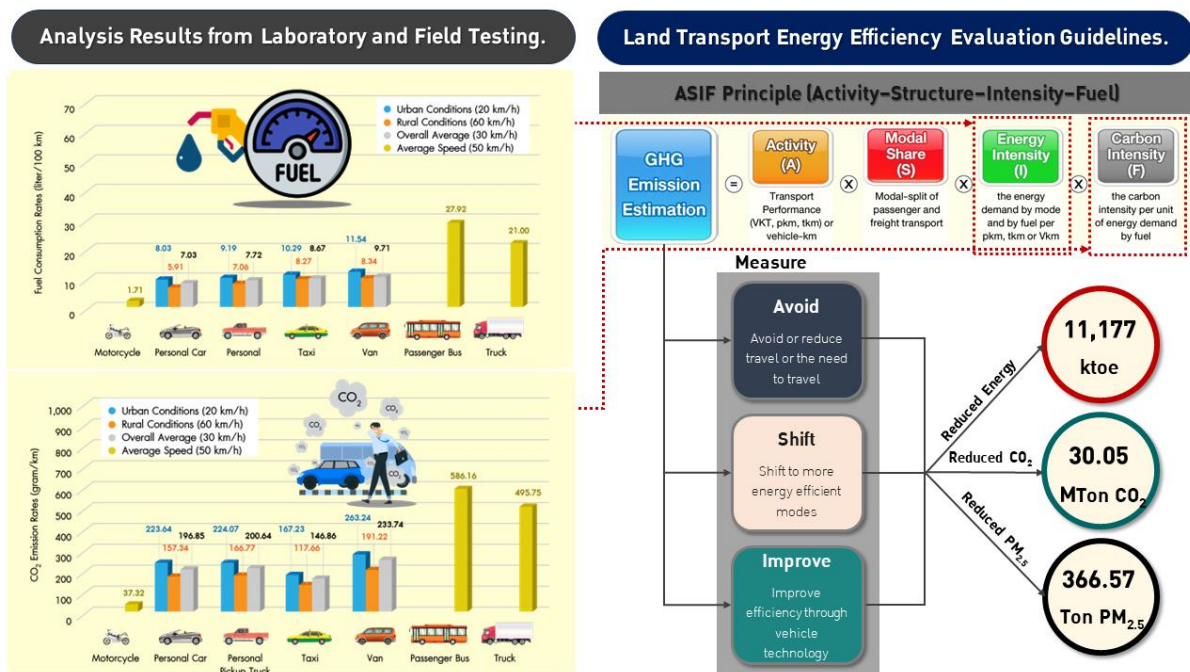 Analysis Results from Laboratory and Field Testing.
Land Transport Energy Efficiency Evaluation Guidelines.
Fuel Consumption Rates (liter/100 km)
70
60
50
40
30
20
10
0
FUEL
Urban Conditions (20 km/h)
Rural Conditions (60 km/h)
Overall Average (30 km/h)
Average Speed (50 km/h)
1.71
8.03
5.91
7.03
9.19
7.06
7.72
10.29
8.27
8.67
11.54
8.34
9.71
27.92
21.00
Motorcycle
Personal Car
Personal
Taxi
Van
Passenger Bus
Truck
CO2 Emission Rates (gram/km)
1,000
900
800
700
600
500
400
300
200
100
0
Urban Conditions (20 km/h)
Rural Conditions (60 km/h)
Overall Average (30 km/h)
Average Speed (50 km/h)
CO2
CO2
CO2
CO2
CO2
37.32
223.64
157.34
196.85
224.07
166.77
200.64
167.23
117.66
146.86
263.24
191.22
233.74
586.16
495.75
Motorcycle
Personal Car
Personal
Pickup Truck
Taxi
Van
Passenger Bus
Truck
ASIF Principle (Activity–Structure–Intensity–Fuel)
GHG
Emission
Estimation
=
Activity
(A)
Transport
Performance
(VKT, pkm, tkm) or
vehicle-km
X
Modal
Share
(S)
Modal-split of
passenger and
freight transport
X
Energy
Intensity
(I)
the energy
demand by mode
and by fuel per
pkm, tkm or Vkm
X
Carbon
Intensity
(F)
the carbon
intensity per unit
of energy demand
by fuel
Measure
Avoid
Avoid or reduce
travel or the need
to travel
Shift
Shift to more
energy efficient
modes
Improve
Improve
efficiency through
vehicle
technology
Reduced Energy
11,177
ktoe
Reduced CO2
30.05
MTon CO2
Reduced PM2.5
366.57
Ton PM2.5